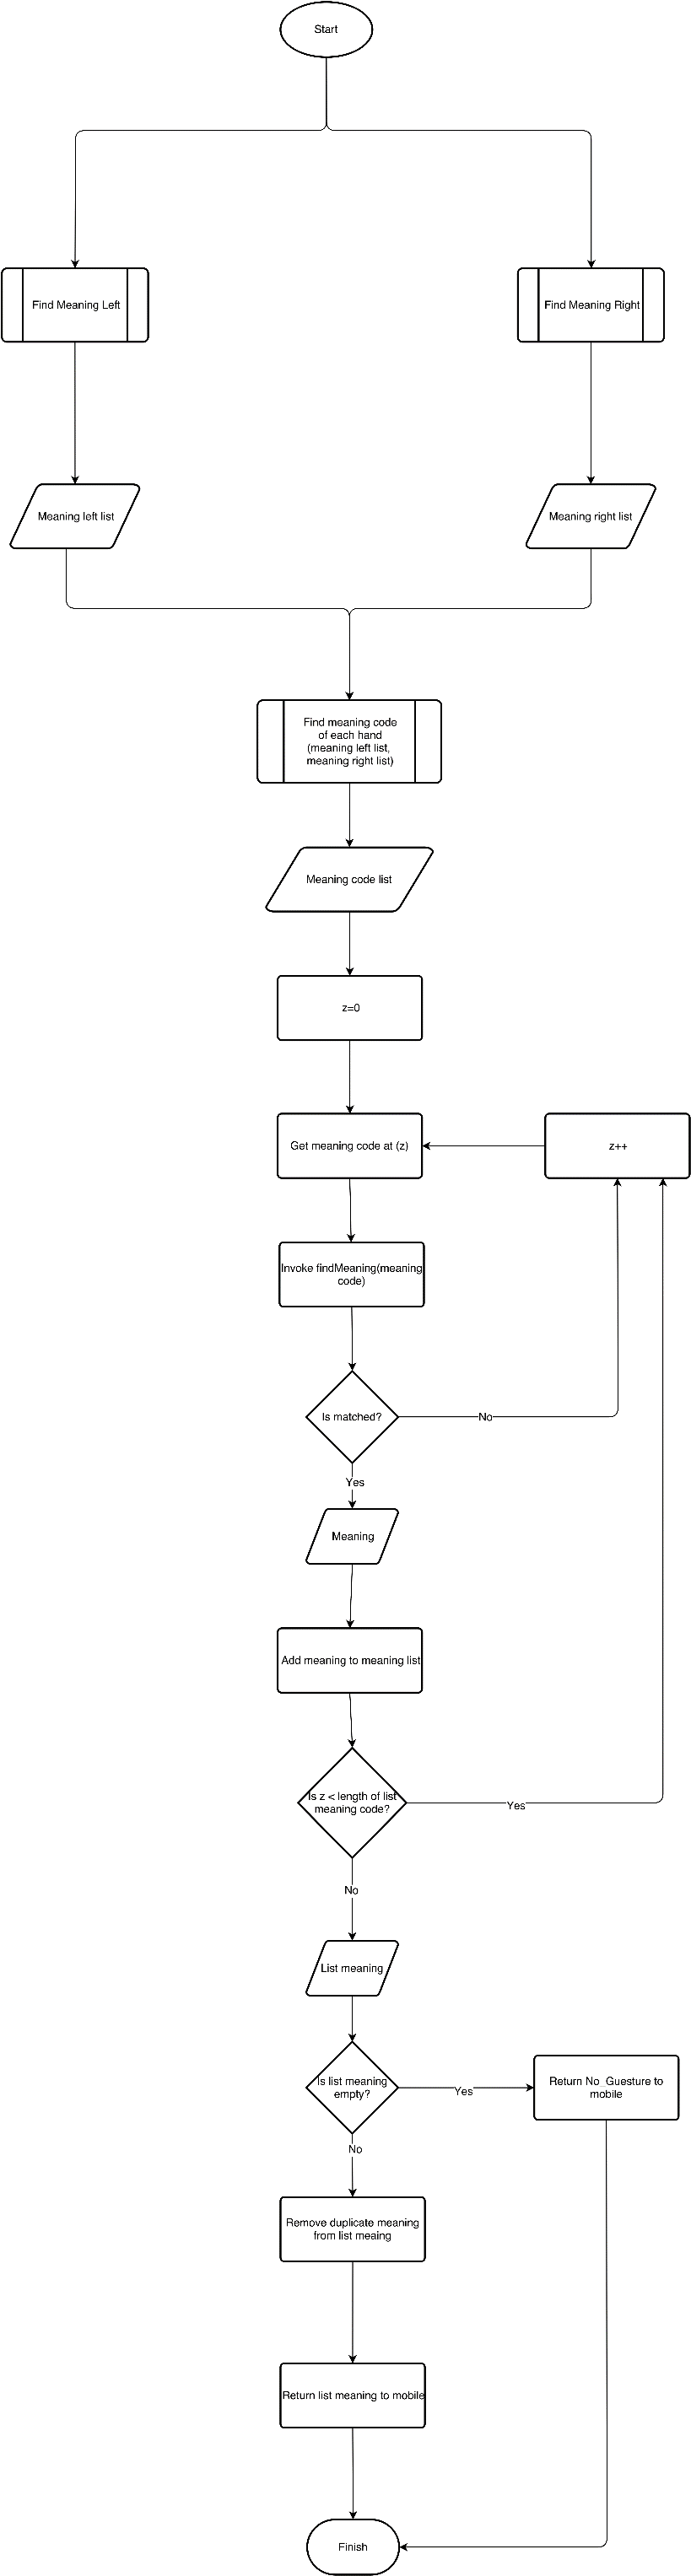 Start
Find Meaning Left
Find Meaning Right
Meaning left list
Meaning right list
Find meaning code
of each hand
(meaning left list,
meaning right list)
Meaning code list
z=0
Get meaning code at (z)
z++
Invoke findMeaning(meaning
code)
Is matched?
No
Yes
Meaning
Add meaning to meaning list
Is z < length of list
meaning code?
Yes
No
List meaning
Is list meaning
empty?
Yes
Return No_Guesture to
mobile
No
Remove duplicate meaning
from list meaing
Return list meaning to mobile
Finish